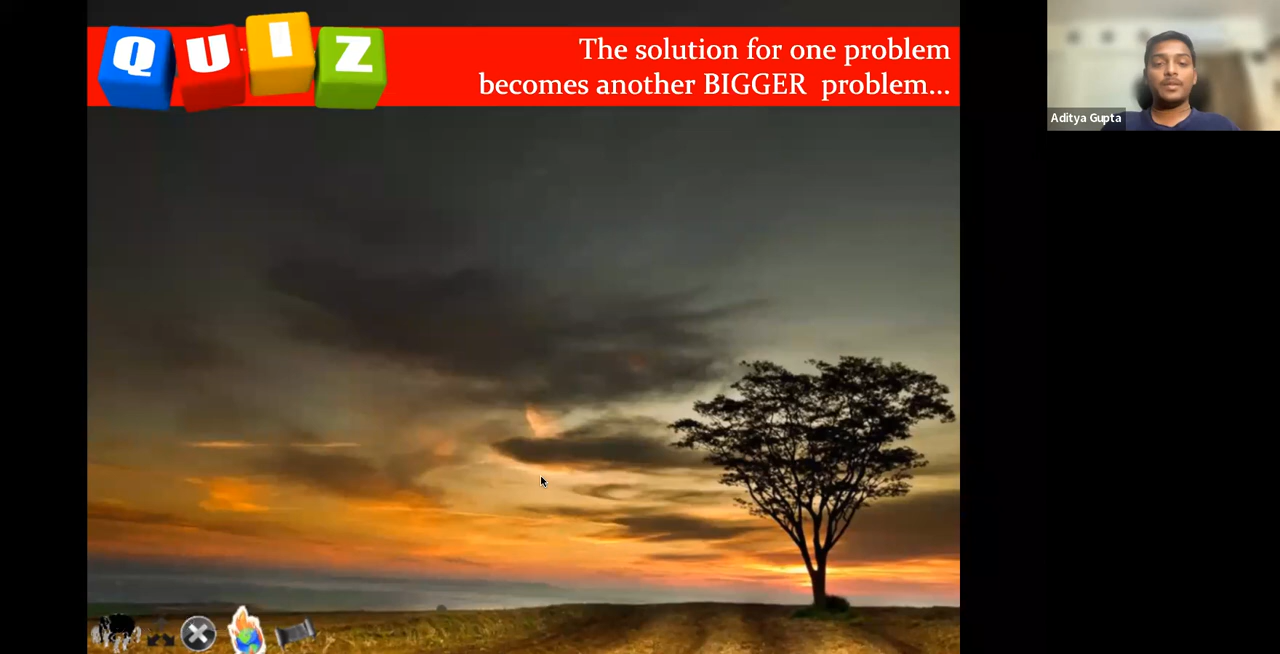 QUIZ
The solution for one problem
becomes another BIGGER problem...
Aditya Gupta